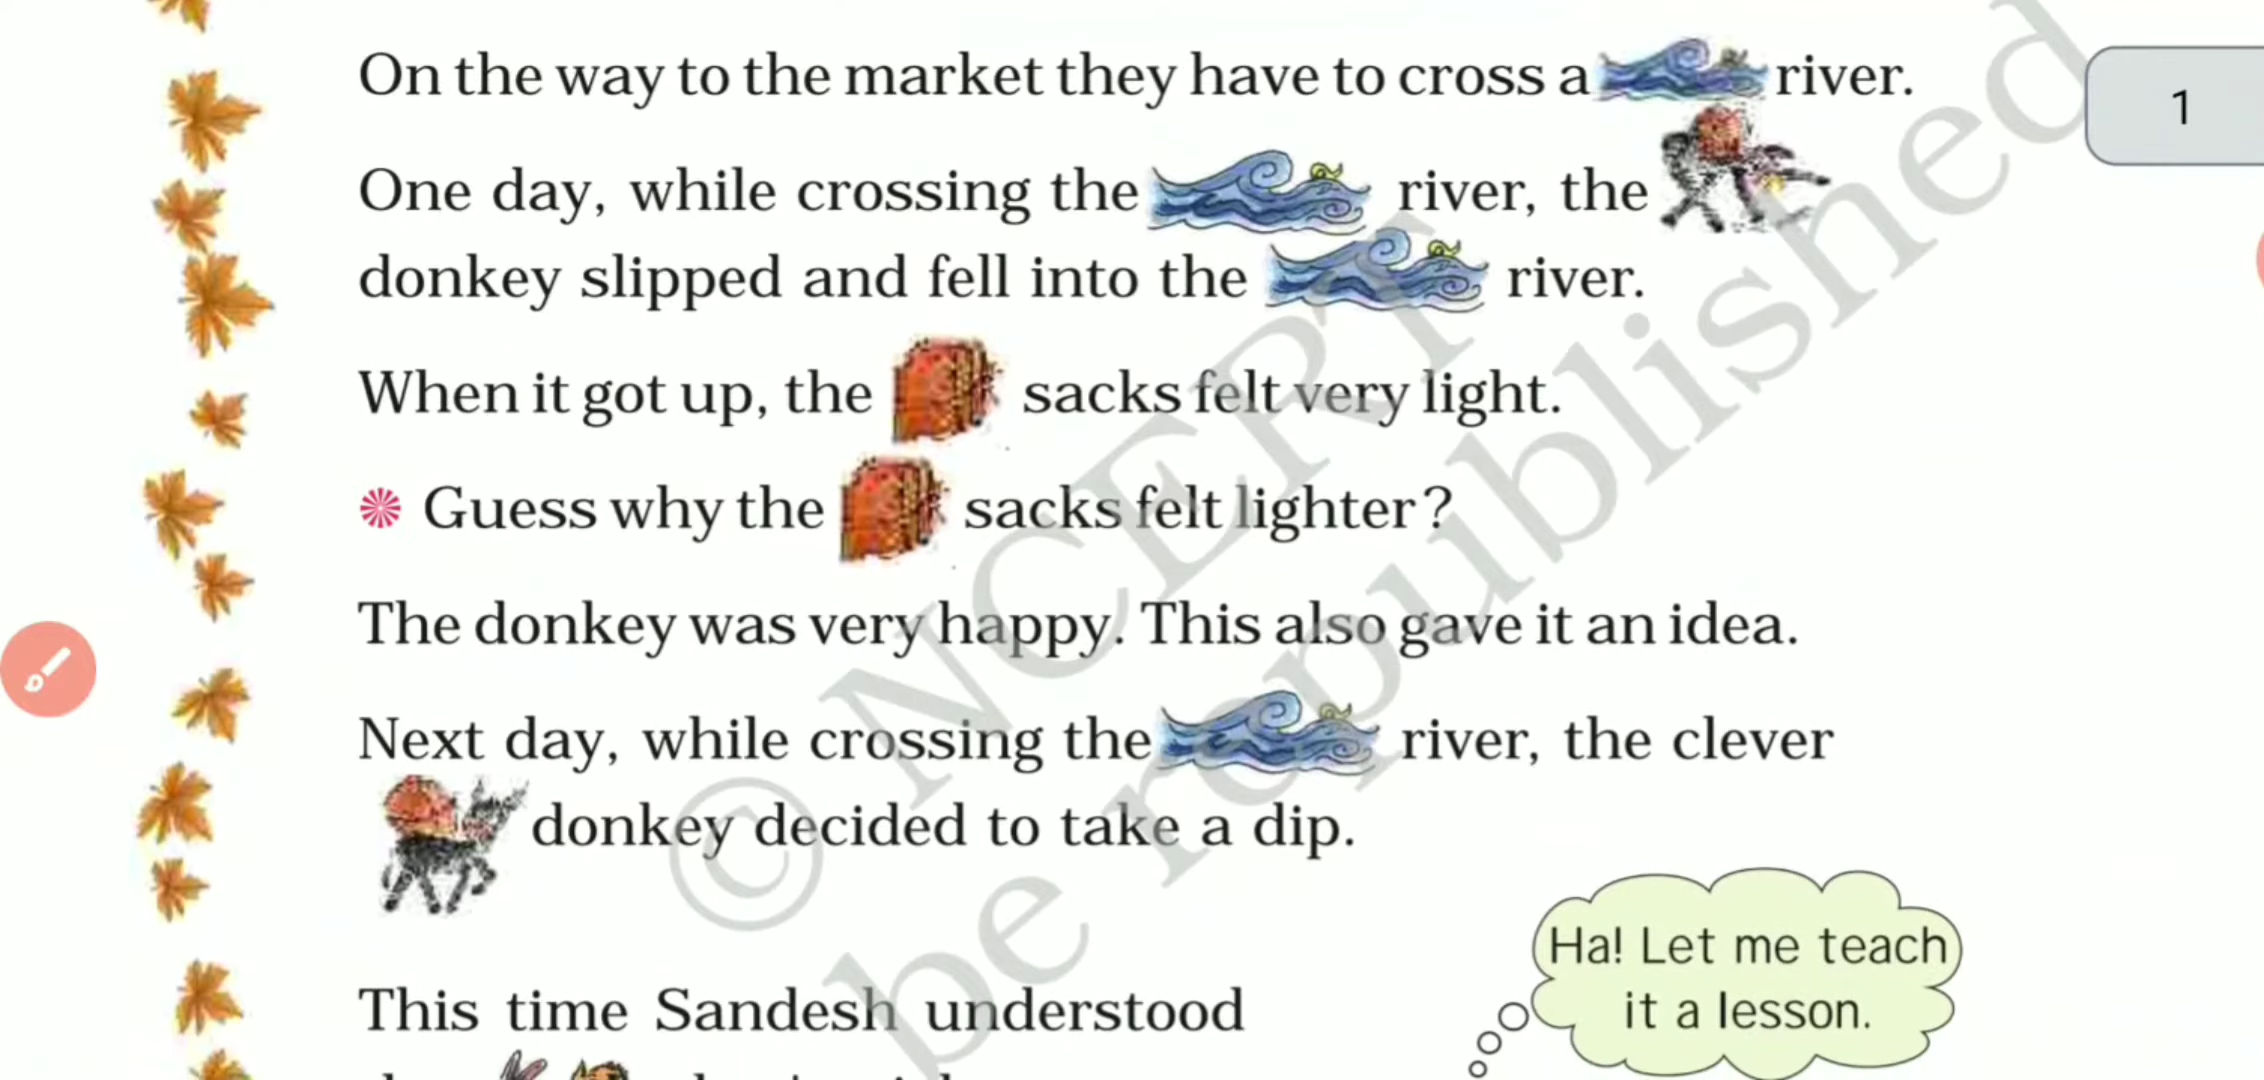 On the way to the market they have to cross a river.
1
One day, while crossing the river, the
donkey slipped and fell into the river.
When it got up, the sacks felt very light.
Guess why the sacks felt lighter?
The donkey was very happy. This also gave it an idea.
Next day, while crossing the river, the clever
donkey decided to take a dip.
Ha! Let me teach
it a lesson.
This time Sandesh understood
© NCERT
be republished